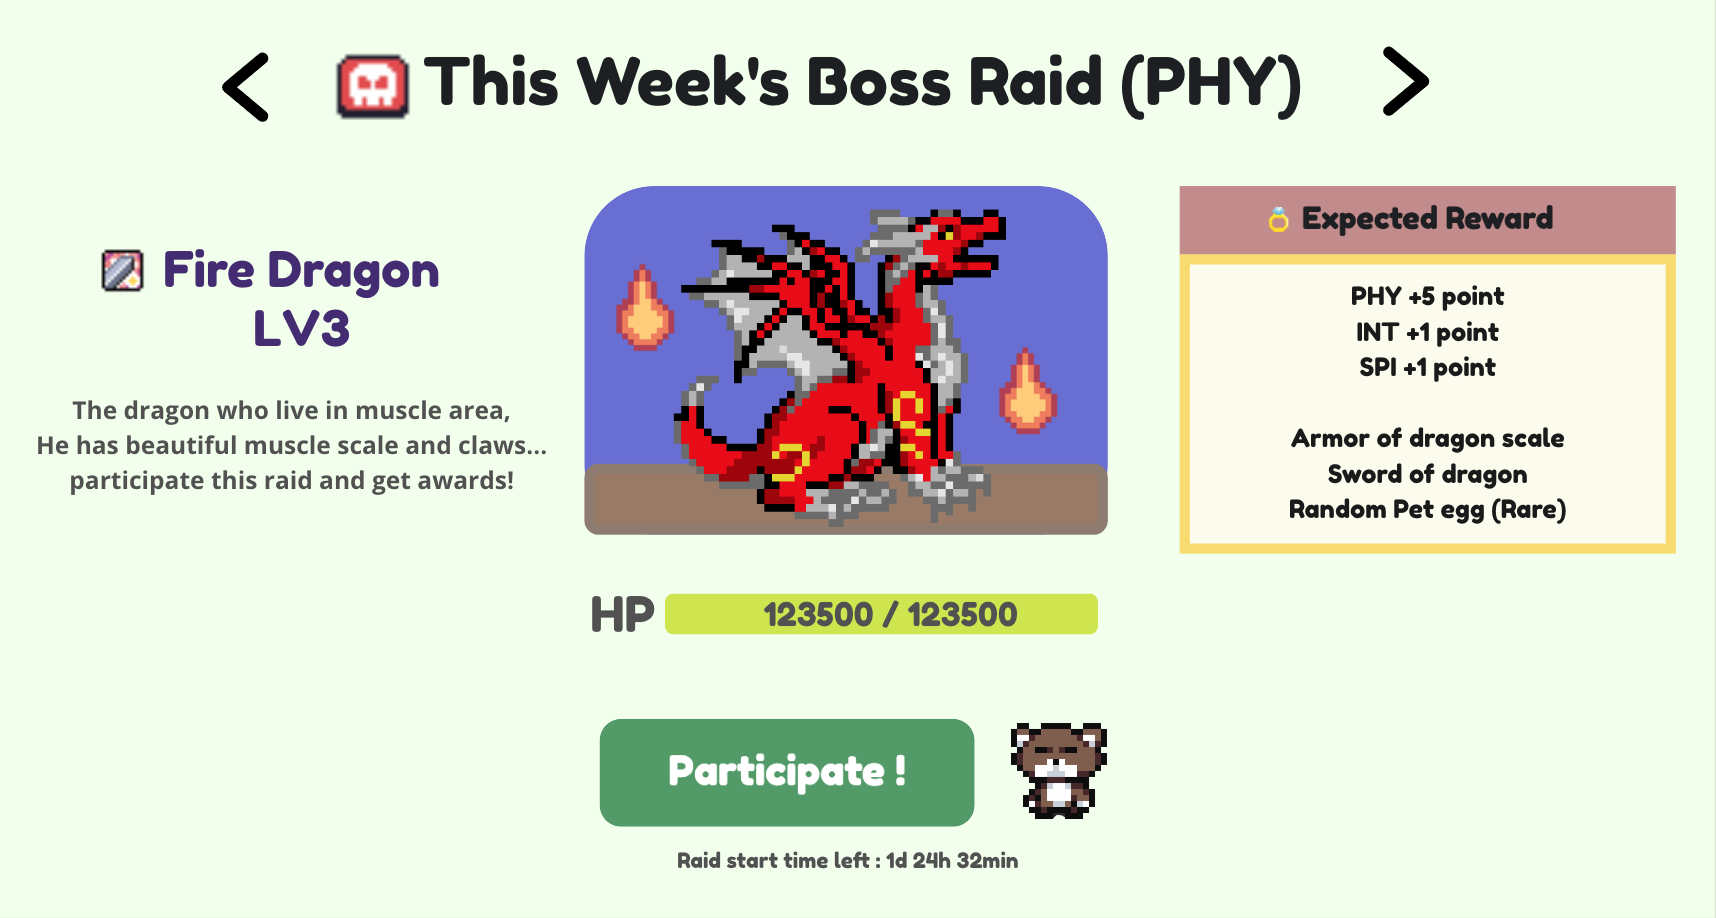 This Week's Boss Raid (PHY)
Fire Dragon
LV3
The dragon who live in muscle area,
He has beautiful muscle scale and claws...
participate this raid and get awards!
Expected Reward
PHY +5 point
INT +1 point
SPI +1 point
Armor of dragon scale
Sword of dragon
Random Pet egg (Rare)
HP 123500 / 123500
Participate !
Raid start time left : 1d 24h 32min